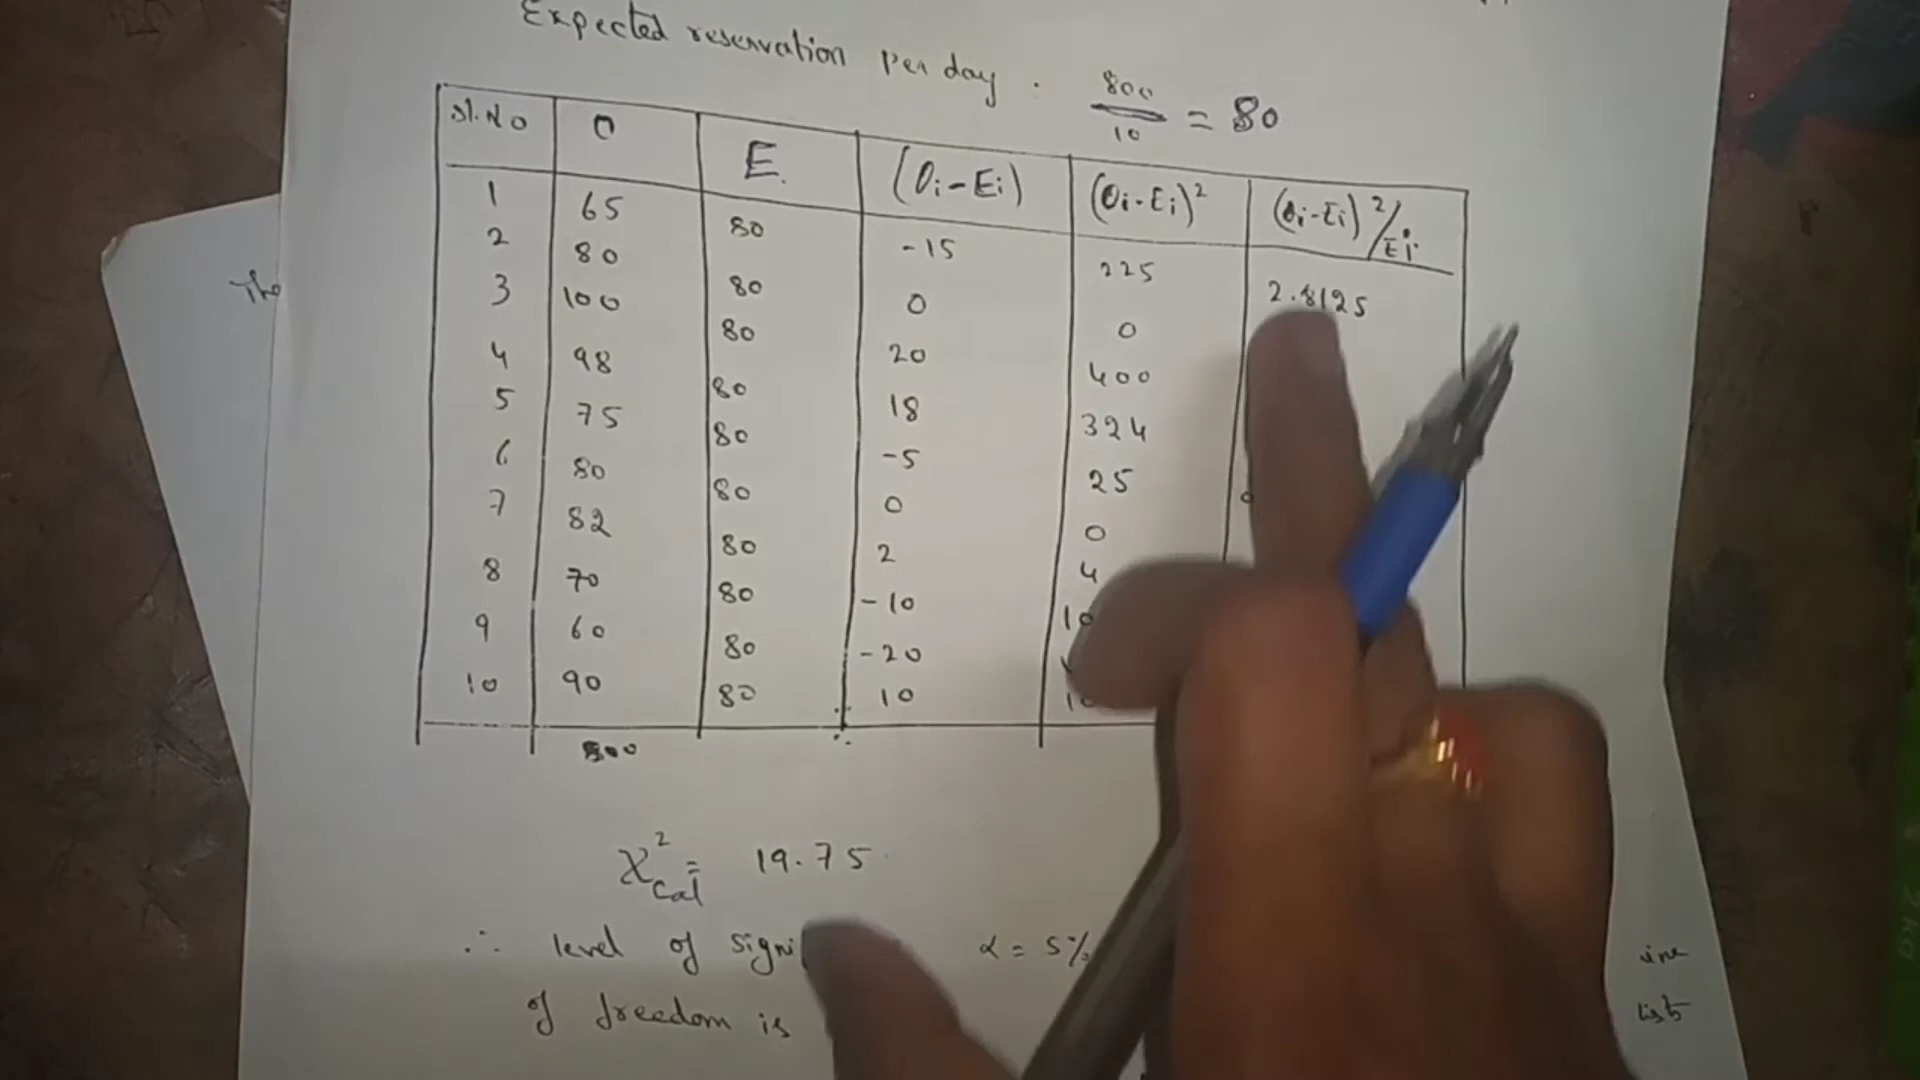 Expected reservation per day . 800/10 = 80
Sl.No O E. (Oi-Ei) (Oi-Ei)² (Oi-Ei)²/Ei
1 65 80 -15 225 2.8125
2 80 80 0 0
3 100 80 20 400
4 98 80 18 324
5 75 80 -5 25
6 80 80 0 0
7 82 80 2 4
8 70 80 -10
9 60 80 -20
10 90 80 10
800
χ²cal = 19.75
∴ level of α = 5%
of freedom is
The
list
2 KG